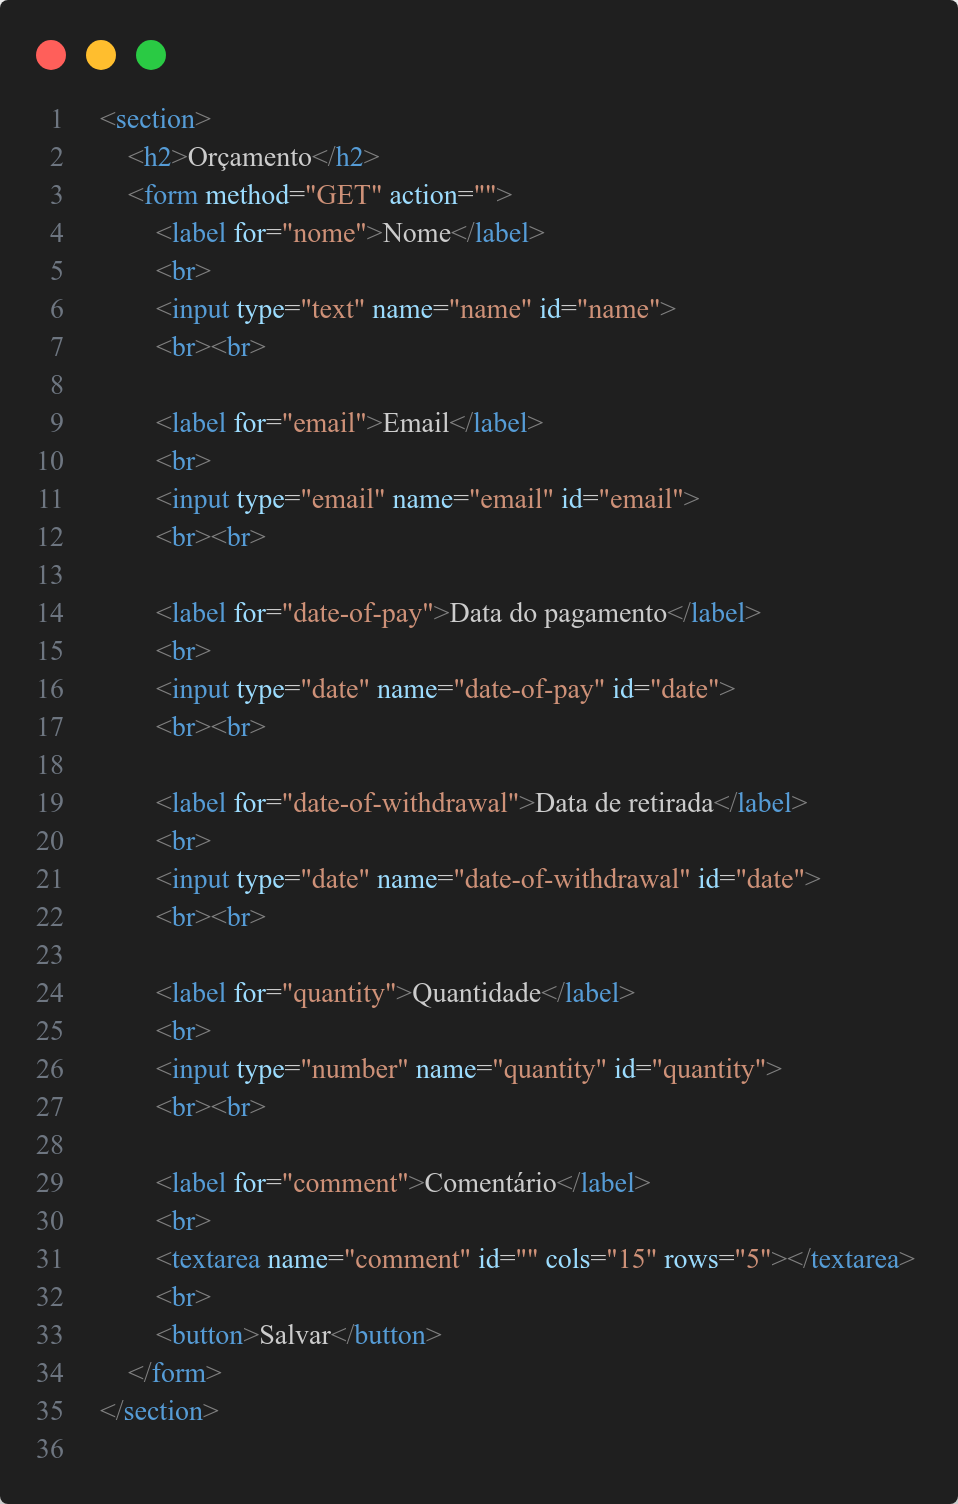 1 <section>
2     <h2>Orçamento</h2>
3     <form method="GET" action="">
4         <label for="nome">Nome</label>
5         <br>
6         <input type="text" name="name" id="name">
7         <br><br>
8
9         <label for="email">Email</label>
10         <br>
11         <input type="email" name="email" id="email">
12         <br><br>
13
14         <label for="date-of-pay">Data do pagamento</label>
15         <br>
16         <input type="date" name="date-of-pay" id="date">
17         <br><br>
18
19         <label for="date-of-withdrawal">Data de retirada</label>
20         <br>
21         <input type="date" name="date-of-withdrawal" id="date">
22         <br><br>
23
24         <label for="quantity">Quantidade</label>
25         <br>
26         <input type="number" name="quantity" id="quantity">
27         <br><br>
28
29         <label for="comment">Comentário</label>
30         <br>
31         <textarea name="comment" id="" cols="15" rows="5"></textarea>
32         <br>
33         <button>Salvar</button>
34     </form>
35 </section>
36